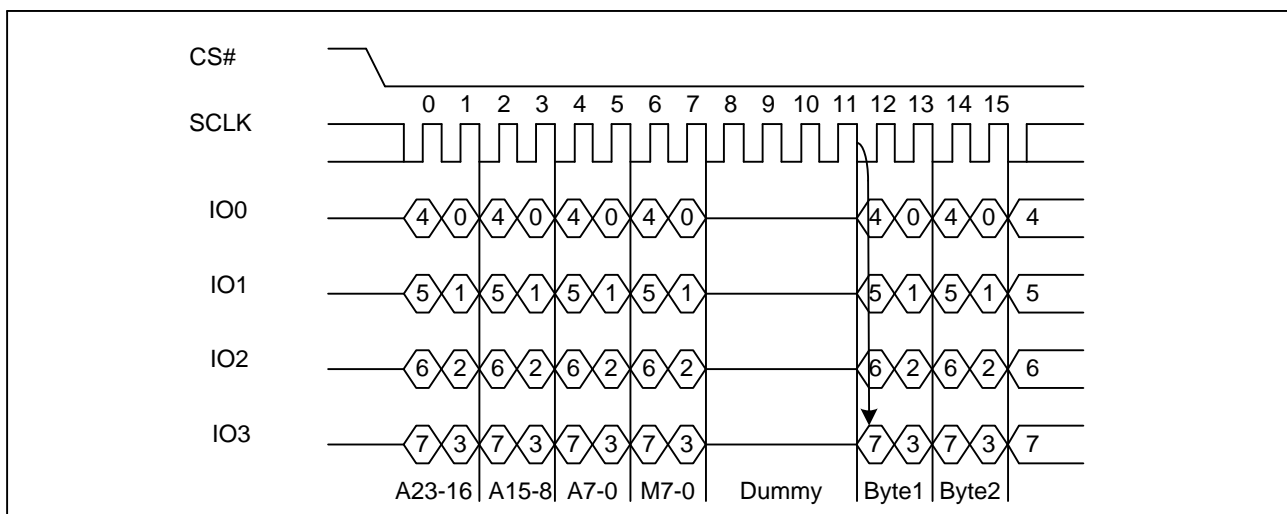 CS#
0 1 2 3 4 5 6 7 8 9 10 11 12 13 14 15
SCLK
IO0 4 0 4 0 4 0 4 0 4 0 4 0 4
IO1 5 1 5 1 5 1 5 1 5 1 5 1 5
IO2 6 2 6 2 6 2 6 2 6 2 6 2 6
IO3 7 3 7 3 7 3 7 3 7 3 7 3 7
A23-16 A15-8 A7-0 M7-0 Dummy Byte1 Byte2